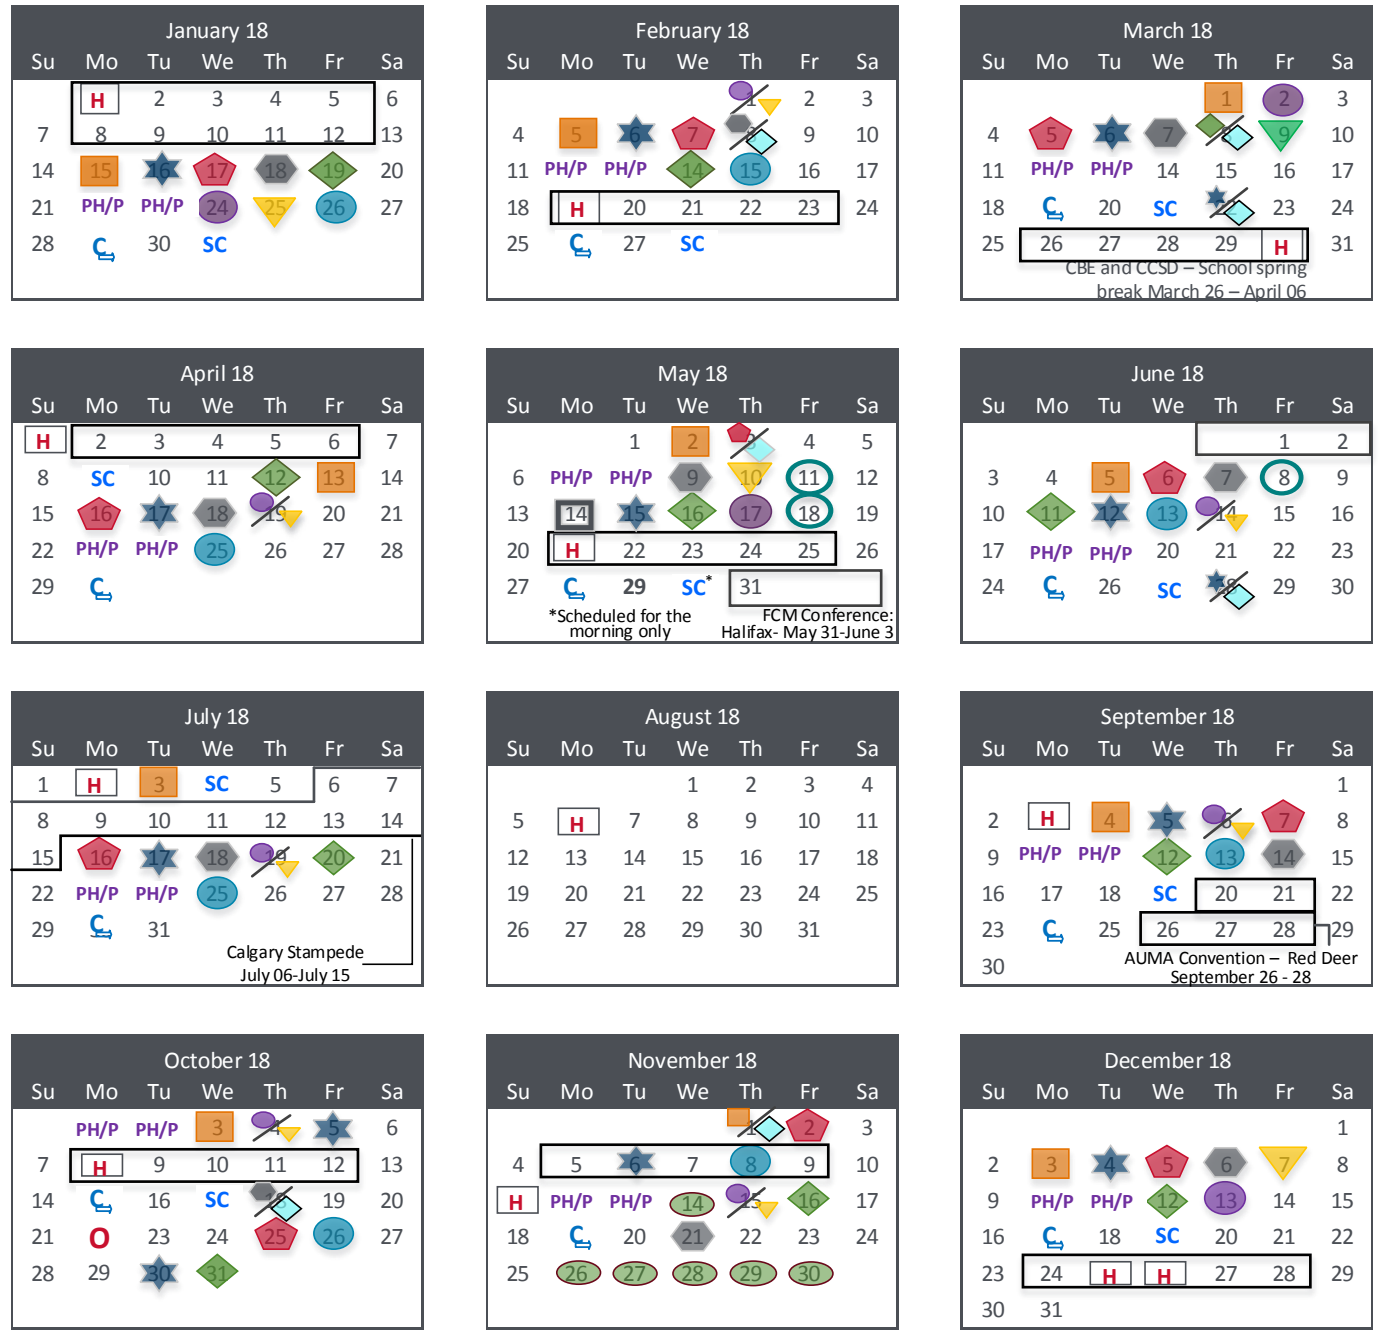 January 18
Su Mo Tu We Th Fr Sa
H 2 3 4 5 6
7 8 9 10 11 12 13
14 15 16 17 18 19 20
21 PH/P PH/P 24 25 26 27
28 C 30 SC
February 18
Su Mo Tu We Th Fr Sa
1 2 3
4 5 6 7 8 9 10
11 PH/P PH/P 14 15 16 17
18 H 20 21 22 23 24
25 C 27 SC
March 18
Su Mo Tu We Th Fr Sa
1 2 3
4 5 6 7 8 9 10
11 PH/P PH/P 14 15 16 17
18 C 20 SC 22 23 24
25 26 27 28 29 H 31
CBE and CCSD – School spring
break March 26 – April 06
April 18
Su Mo Tu We Th Fr Sa
H 2 3 4 5 6 7
8 SC 10 11 12 13 14
15 16 17 18 19 20 21
22 PH/P PH/P 25 26 27 28
29 C
May 18
Su Mo Tu We Th Fr Sa
1 2 3 4 5
6 PH/P PH/P 9 10 11 12
13 14 15 16 17 18 19
20 H 22 23 24 25 26
27 C 29 SC* 31
*Scheduled for the
morning only
FCM Conference:
Halifax- May 31-June 3
June 18
Su Mo Tu We Th Fr Sa
1 2
3 4 5 6 7 8 9
10 11 12 13 14 15 16
17 PH/P PH/P 20 21 22 23
24 C 26 SC 28 29 30
July 18
Su Mo Tu We Th Fr Sa
1 H 3 SC 5 6 7
8 9 10 11 12 13 14
15 16 17 18 19 20 21
22 PH/P PH/P 25 26 27 28
29 C 31
Calgary Stampede
July 06-July 15
August 18
Su Mo Tu We Th Fr Sa
1 2 3 4
5 H 7 8 9 10 11
12 13 14 15 16 17 18
19 20 21 22 23 24 25
26 27 28 29 30 31
September 18
Su Mo Tu We Th Fr Sa
1
2 H 4 5 6 7 8
9 PH/P PH/P 12 13 14 15
16 17 18 SC 20 21 22
23 C 25 26 27 28 29
30
AUMA Convention – Red Deer
September 26 - 28
October 18
Su Mo Tu We Th Fr Sa
PH/P PH/P 3 4 5 6
7 H 9 10 11 12 13
14 C 16 SC 18 19 20
21 O 23 24 25 26 27
28 29 30 31
November 18
Su Mo Tu We Th Fr Sa
1 2 3
4 5 6 7 8 9 10
H PH/P PH/P 14 15 16 17
18 C 20 21 22 23 24
25 26 27 28 29 30
December 18
Su Mo Tu We Th Fr Sa
1
2 3 4 5 6 7 8
9 PH/P PH/P 12 13 14 15
16 C 18 SC 20 21 22
23 24 H H 27 28 29
30 31